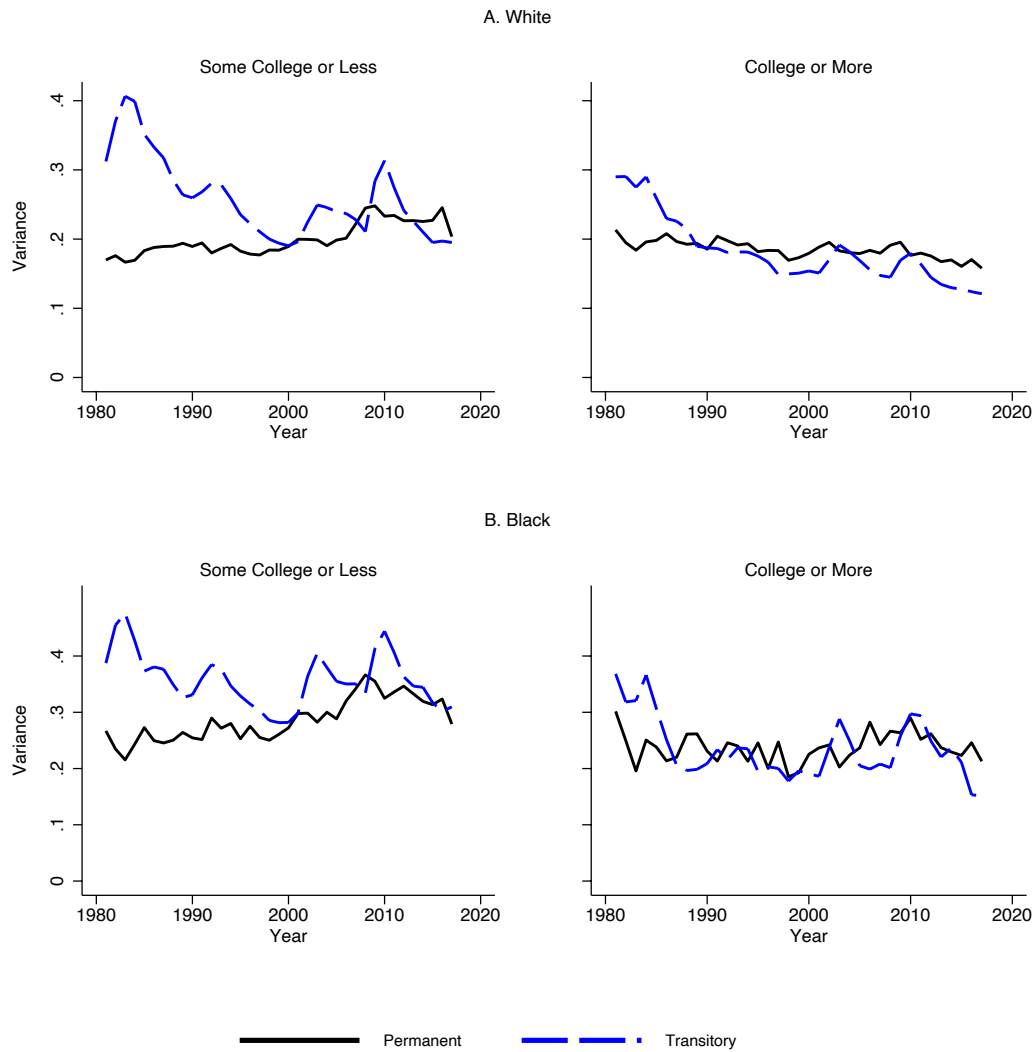 A. White
Some College or Less
College or More
Variance
.4
.3
.2
.1
0
1980 1990 2000 2010 2020
Year
1980 1990 2000 2010 2020
Year
B. Black
Some College or Less
College or More
Variance
.4
.3
.2
.1
0
1980 1990 2000 2010 2020
Year
1980 1990 2000 2010 2020
Year
Permanent
Transitory